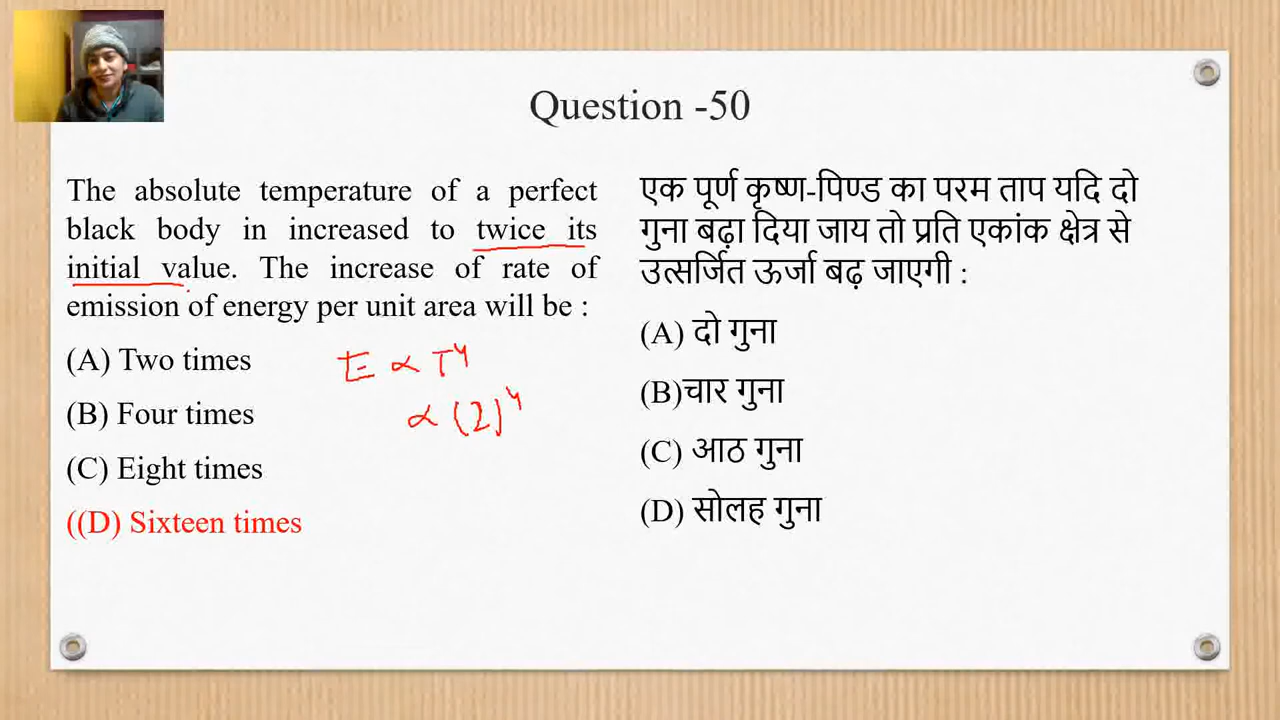 Question -50
The absolute temperature of a perfect
black body in increased to twice its
initial value. The increase of rate of
emission of energy per unit area will be :
(A) Two times
(B) Four times
(C) Eight times
((D) Sixteen times
E ∝ T⁴
∝ (2)⁴
एक पूर्ण कृष्ण-पिण्ड का परम ताप यदि दो
गुना बढ़ा दिया जाय तो प्रति एकांक क्षेत्र से
उत्सर्जित ऊर्जा बढ़ जाएगी :
(A) दो गुना
(B)चार गुना
(C) आठ गुना
(D) सोलह गुना